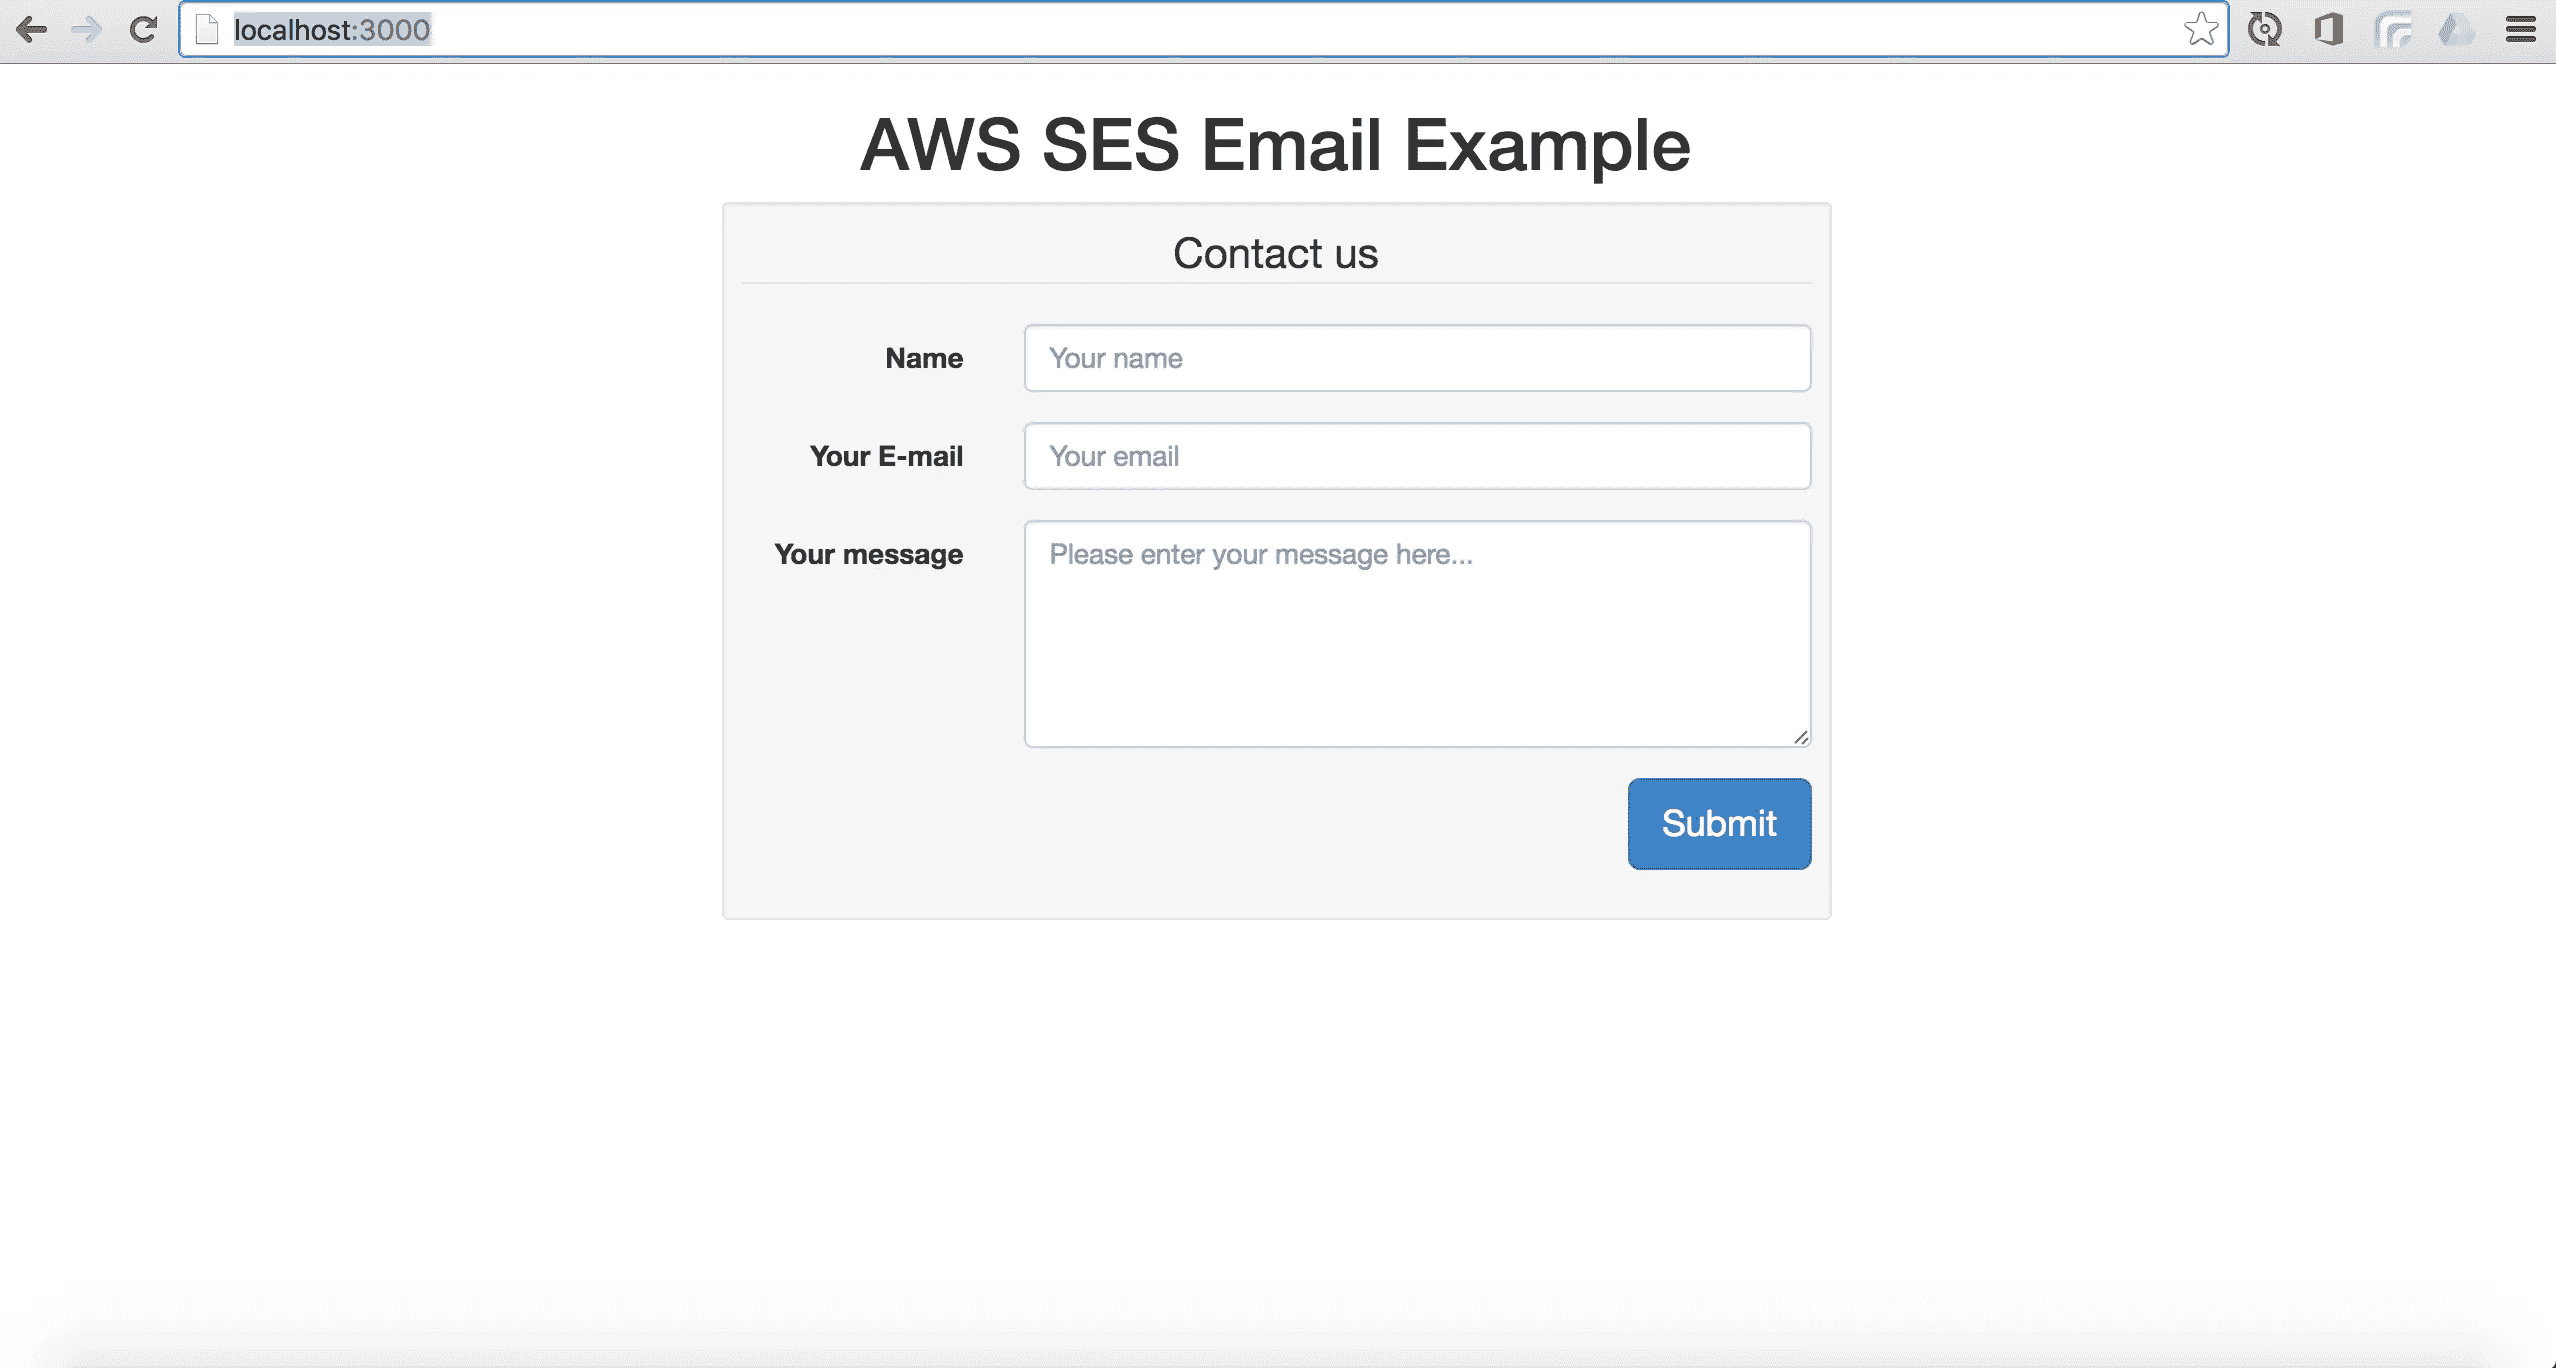 localhost:3000
AWS SES Email Example
Contact us
Name
Your name
Your E-mail
Your email
Your message
Please enter your message here...
Submit